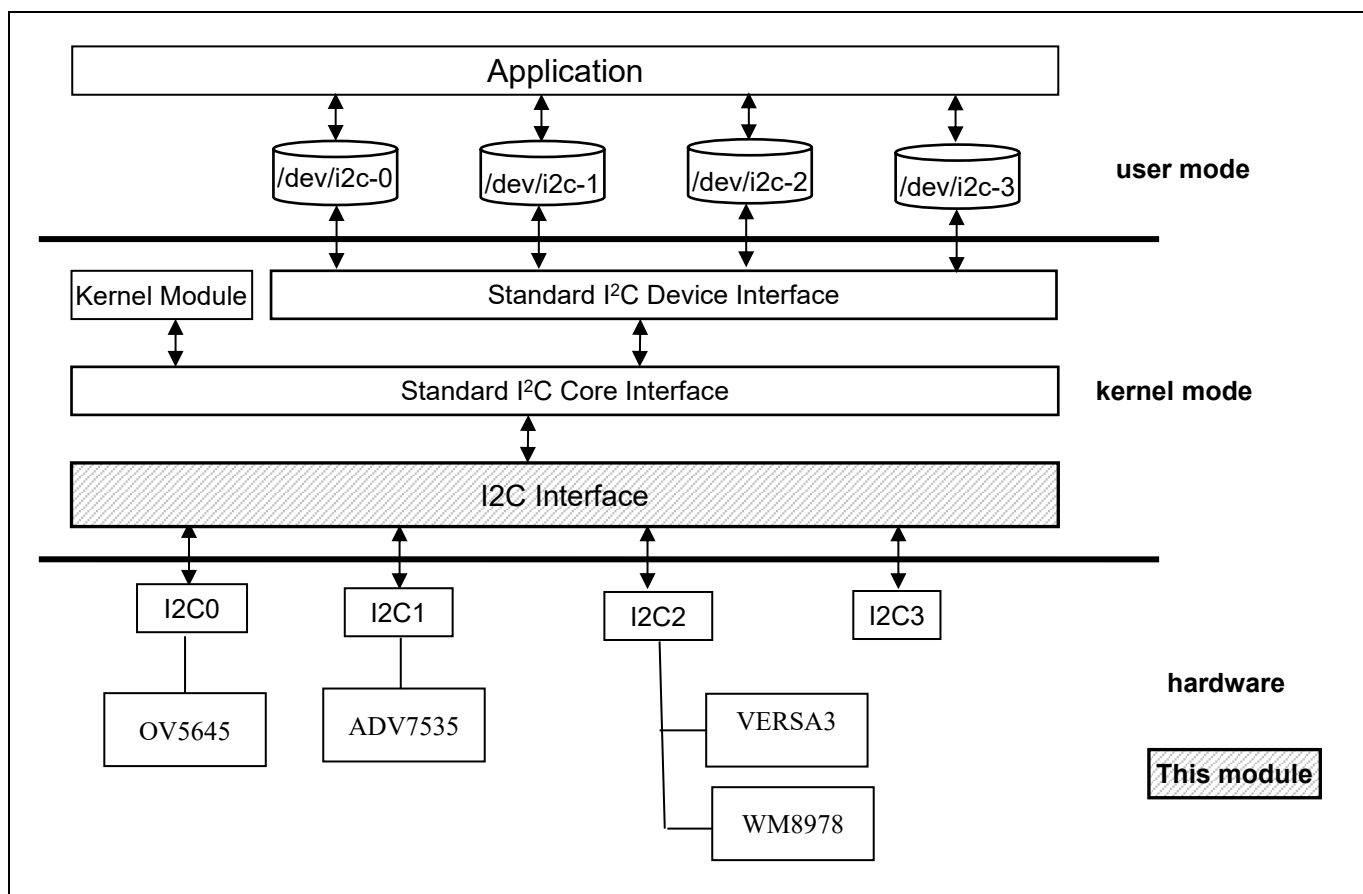 Application
/dev/i2c-0
/dev/i2c-1
/dev/i2c-2
/dev/i2c-3
user mode
Kernel Module
Standard I²C Device Interface
Standard I²C Core Interface
kernel mode
I2C Interface
I2C0
I2C1
I2C2
I2C3
hardware
OV5645
ADV7535
VERSA3
This module
WM8978